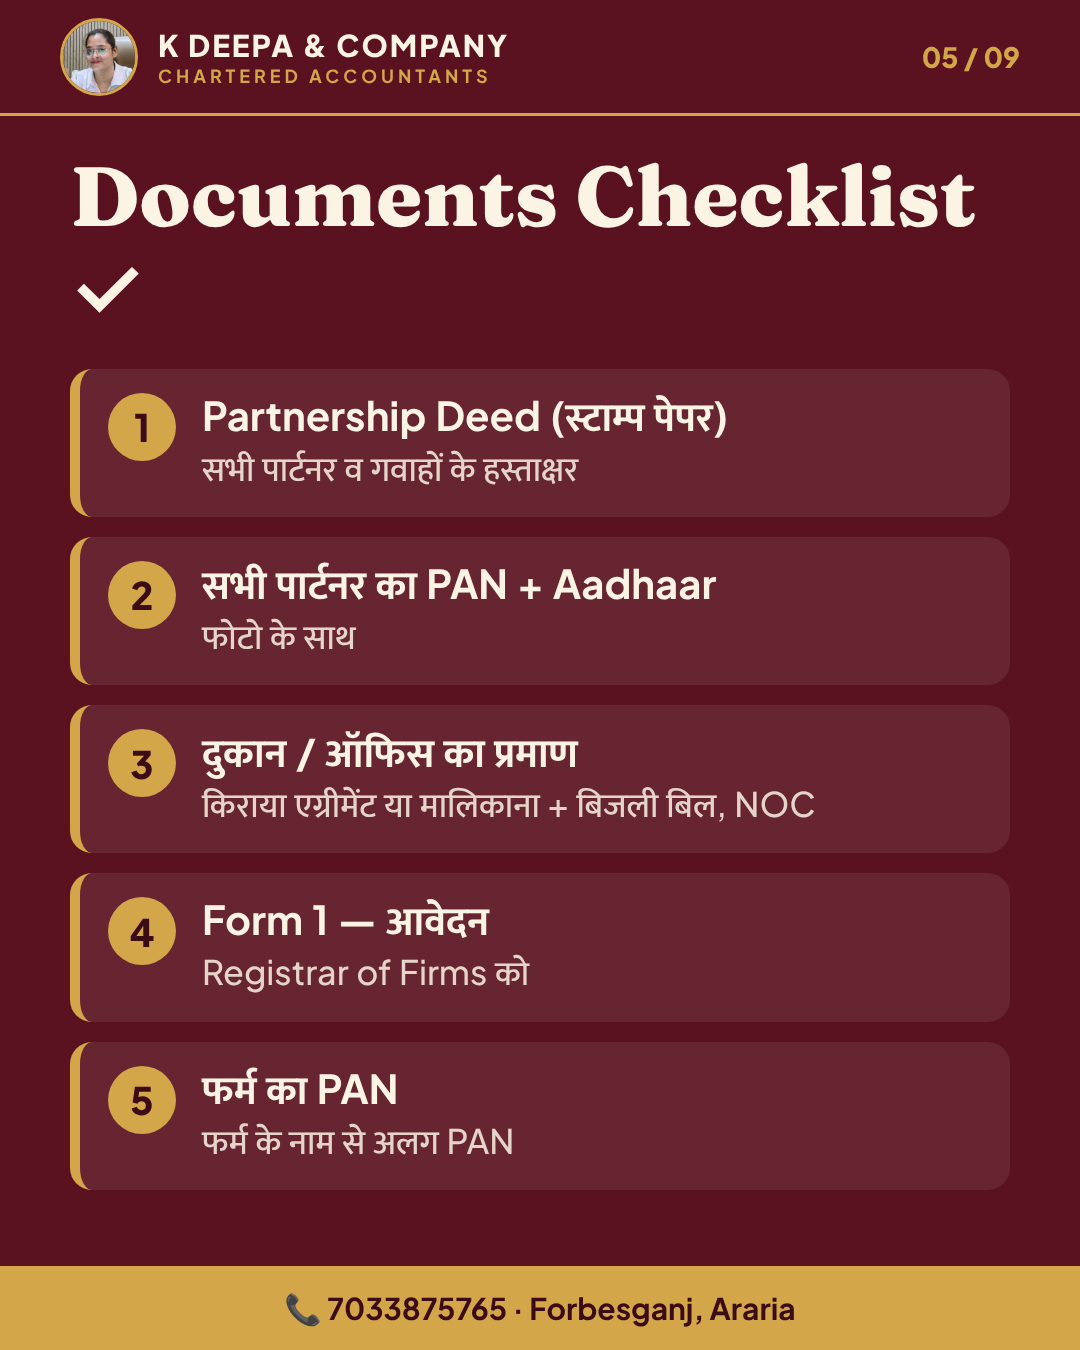 K DEEPA & COMPANY
CHARTERED ACCOUNTANTS
05 / 09
Documents Checklist
✓
1
Partnership Deed (स्टाम्प पेपर)
सभी पार्टनर व गवाहों के हस्ताक्षर
2
सभी पार्टनर का PAN + Aadhaar
फोटो के साथ
3
दुकान / ऑफिस का प्रमाण
किराया एग्रीमेंट या मालिकाना + बिजली बिल, NOC
4
Form 1 — आवेदन
Registrar of Firms को
5
फर्म का PAN
फर्म के नाम से अलग PAN
📞 7033875765 · Forbesganj, Araria